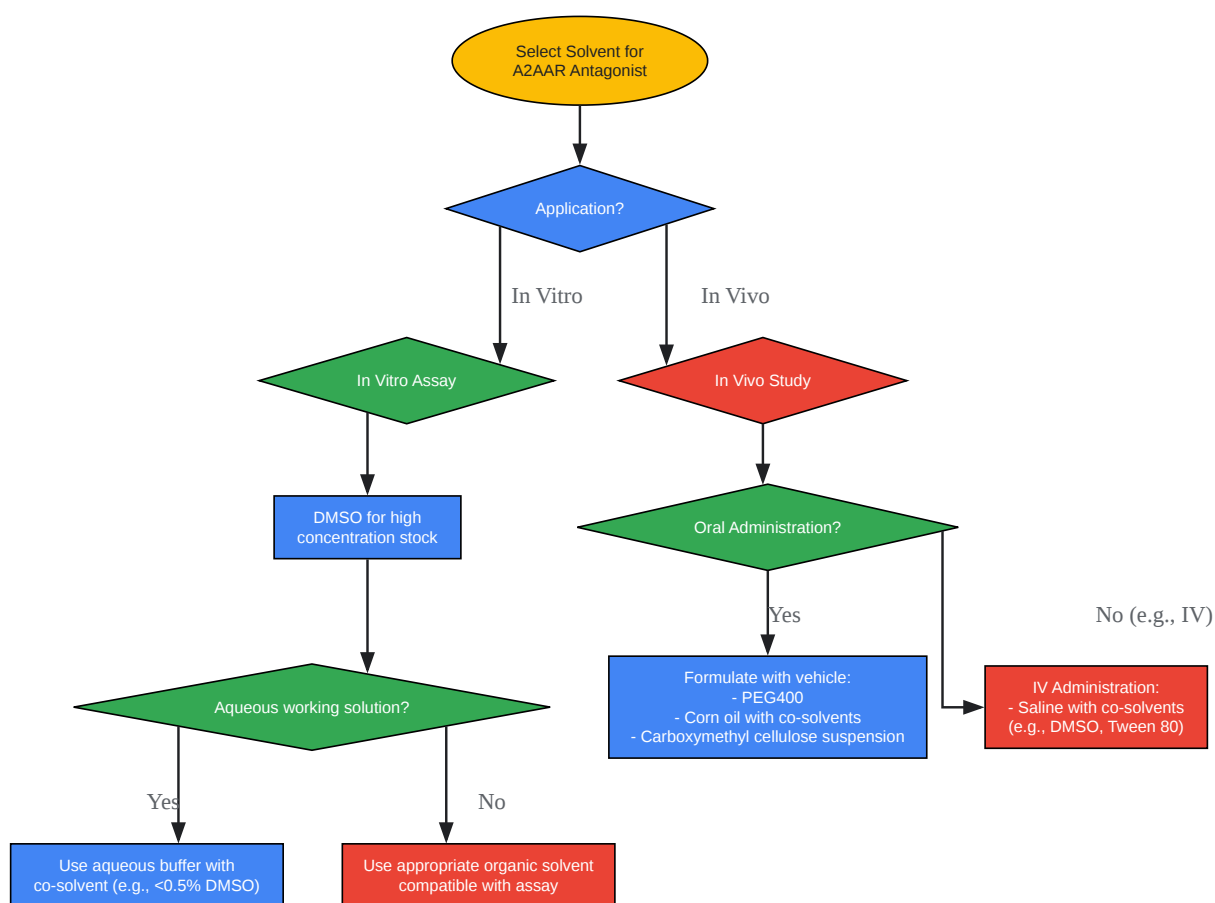 Select Solvent for
A2AAR Antagonist
Application?
In Vitro
In Vivo
In Vitro Assay
In Vivo Study
DMSO for high
concentration stock
Oral Administration?
Yes
No (e.g., IV)
Formulate with vehicle:
- PEG400
- Corn oil with co-solvents
- Carboxymethyl cellulose suspension
IV Administration:
- Saline with co-solvents
(e.g., DMSO, Tween 80)
Aqueous working solution?
Yes
No
Use aqueous buffer with
co-solvent (e.g., <0.5% DMSO)
Use appropriate organic solvent
compatible with assay